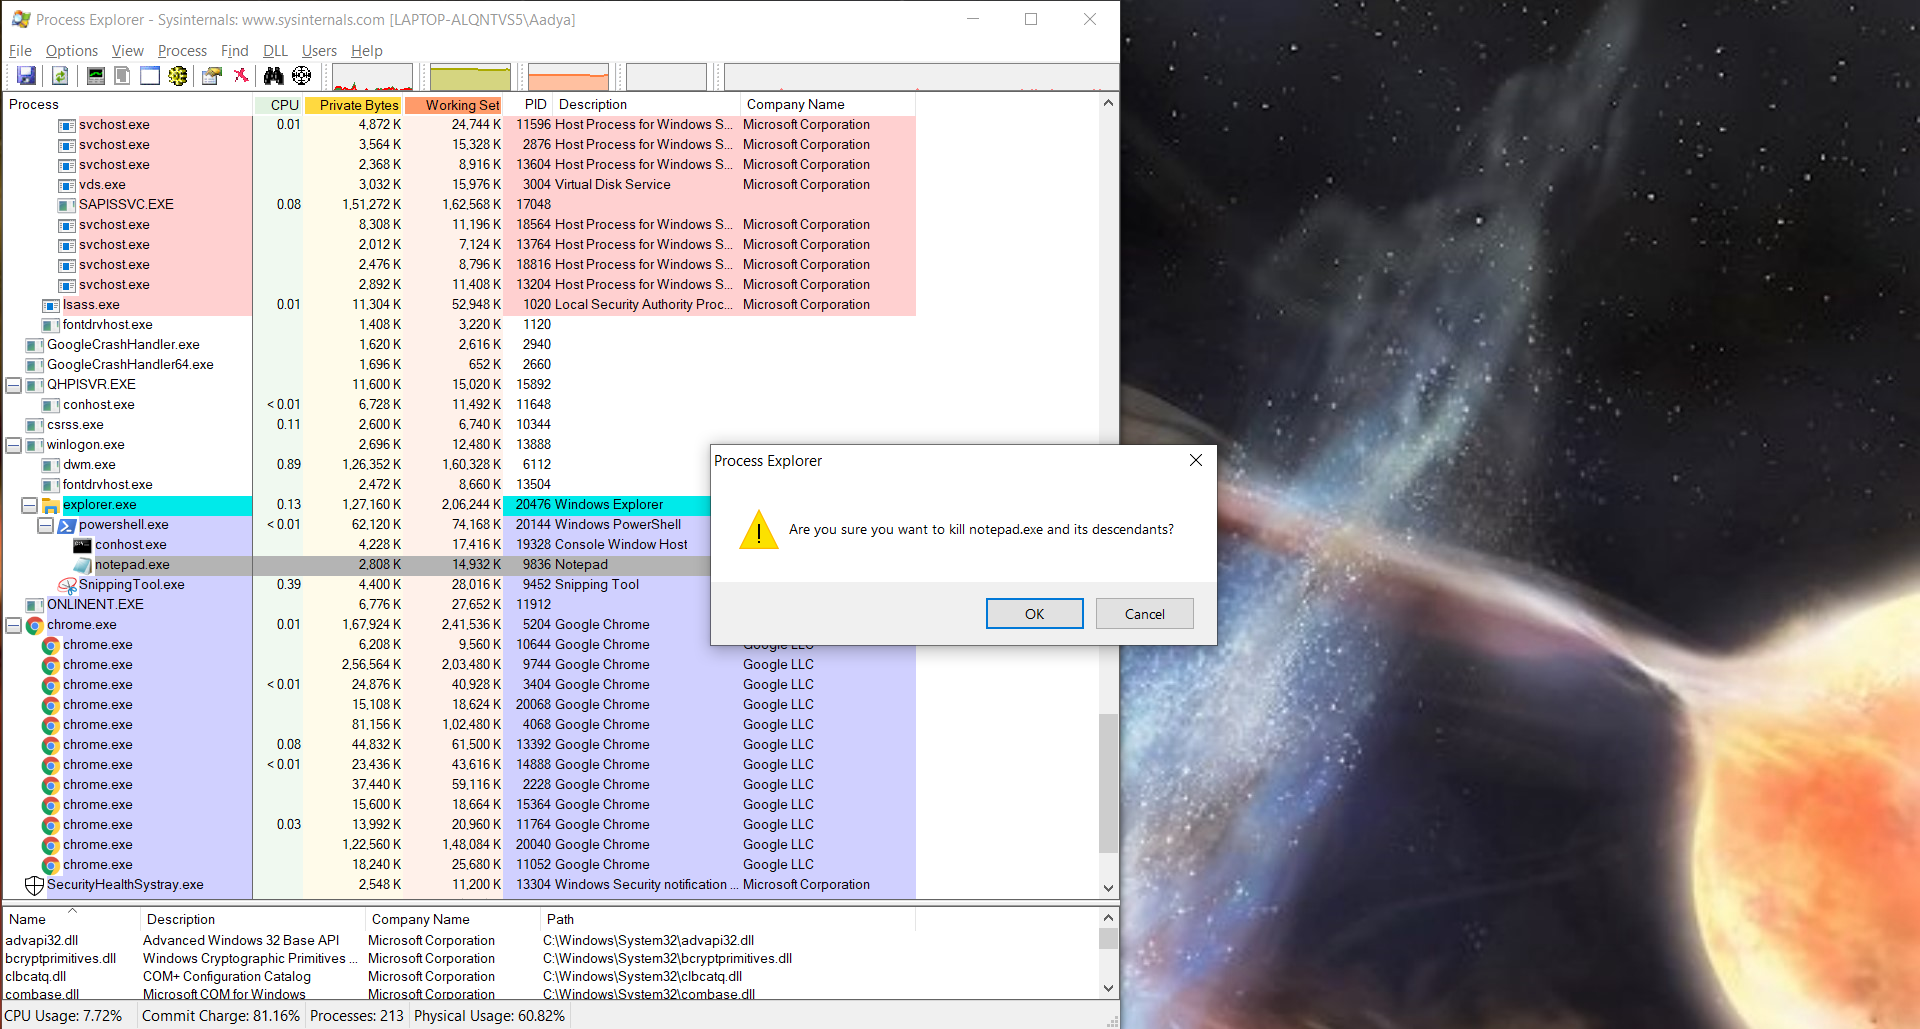 Process Explorer - Sysinternals: www.sysinternals.com [LAPTOP-ALQNTVS5\Aadya]
File Options View Process Find DLL Users Help
Process CPU Private Bytes Working Set PID Description Company Name
svchost.exe 0.01 4,872 K 24,744 K 11596 Host Process for Windows S... Microsoft Corporation
svchost.exe 3,564 K 15,328 K 2876 Host Process for Windows S... Microsoft Corporation
svchost.exe 2,368 K 8,916 K 13604 Host Process for Windows S... Microsoft Corporation
vds.exe 3,032 K 15,976 K 3004 Virtual Disk Service Microsoft Corporation
SAPISSVC.EXE 0.08 1,51,272 K 1,62,568 K 17048
svchost.exe 8,308 K 11,196 K 18564 Host Process for Windows S... Microsoft Corporation
svchost.exe 2,012 K 7,124 K 13764 Host Process for Windows S... Microsoft Corporation
svchost.exe 2,476 K 8,796 K 18816 Host Process for Windows S... Microsoft Corporation
svchost.exe 2,892 K 11,408 K 13204 Host Process for Windows S... Microsoft Corporation
lsass.exe 0.01 11,304 K 52,948 K 1020 Local Security Authority Proc... Microsoft Corporation
fontdrvhost.exe 1,408 K 3,220 K 1120
GoogleCrashHandler.exe 1,620 K 2,616 K 2940
GoogleCrashHandler64.exe 1,696 K 652 K 2660
QHPISVR.EXE 11,600 K 15,020 K 15892
conhost.exe < 0.01 6,728 K 11,492 K 11648
csrss.exe 0.11 2,600 K 6,740 K 10344
winlogon.exe 2,696 K 12,480 K 13888
dwm.exe 0.89 1,26,352 K 1,60,328 K 6112
fontdrvhost.exe 2,472 K 8,660 K 13504
explorer.exe 0.13 1,27,160 K 2,06,244 K 20476 Windows Explorer
powershell.exe < 0.01 62,120 K 74,168 K 20144 Windows PowerShell
conhost.exe 4,228 K 17,416 K 19328 Console Window Host
notepad.exe 2,808 K 14,932 K 9836 Notepad
SnippingTool.exe 0.39 4,400 K 28,016 K 9452 Snipping Tool
ONLINENT.EXE 6,776 K 27,652 K 11912
chrome.exe 0.01 1,67,924 K 2,41,536 K 5204 Google Chrome
chrome.exe 6,208 K 9,560 K 10644 Google Chrome Google LLC
chrome.exe 2,56,564 K 2,03,480 K 9744 Google Chrome Google LLC
chrome.exe < 0.01 24,876 K 40,928 K 3404 Google Chrome Google LLC
chrome.exe 15,108 K 18,624 K 20068 Google Chrome Google LLC
chrome.exe 81,156 K 1,02,480 K 4068 Google Chrome Google LLC
chrome.exe 0.08 44,832 K 61,500 K 13392 Google Chrome Google LLC
chrome.exe < 0.01 23,436 K 43,616 K 14888 Google Chrome Google LLC
chrome.exe 37,440 K 59,116 K 2228 Google Chrome Google LLC
chrome.exe 15,600 K 18,664 K 15364 Google Chrome Google LLC
chrome.exe 0.03 13,992 K 20,960 K 11764 Google Chrome Google LLC
chrome.exe 1,22,560 K 1,48,084 K 20040 Google Chrome Google LLC
chrome.exe 18,240 K 25,680 K 11052 Google Chrome Google LLC
SecurityHealthSystray.exe 2,548 K 11,200 K 13304 Windows Security notification ... Microsoft Corporation
Process Explorer
Are you sure you want to kill notepad.exe and its descendants?
OK Cancel
Name Description Company Name Path
advapi32.dll Advanced Windows 32 Base API Microsoft Corporation C:\Windows\System32\advapi32.dll
bcryptprimitives.dll Windows Cryptographic Primitives ... Microsoft Corporation C:\Windows\System32\bcryptprimitives.dll
clbcatq.dll COM+ Configuration Catalog Microsoft Corporation C:\Windows\System32\clbcatq.dll
combase.dll Microsoft COM for Windows Microsoft Corporation C:\Windows\System32\combase.dll
CPU Usage: 7.72% Commit Charge: 81.16% Processes: 213 Physical Usage: 60.82%